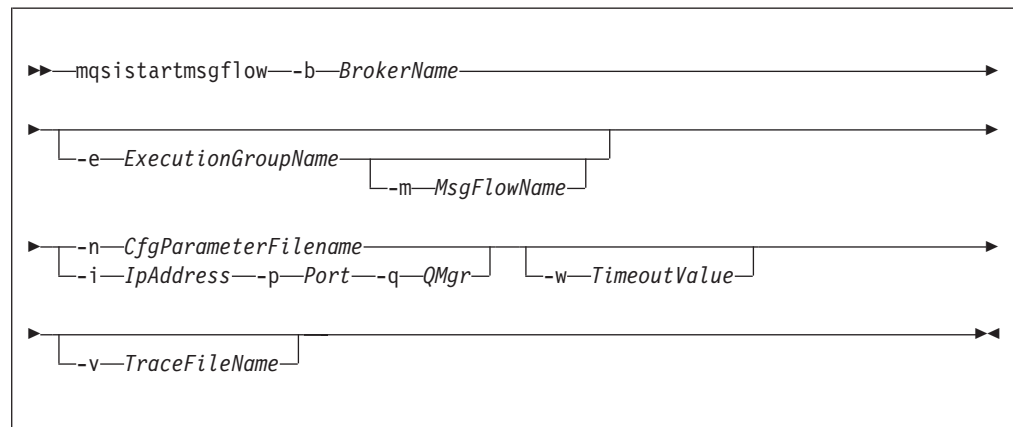 mqsistartmsgflow -b BrokerName
-e ExecutionGroupName
-m MsgFlowName
-n CfgParameterFilename
-i IpAddress -p Port -q QMgr -w TimeoutValue
-v TraceFileName